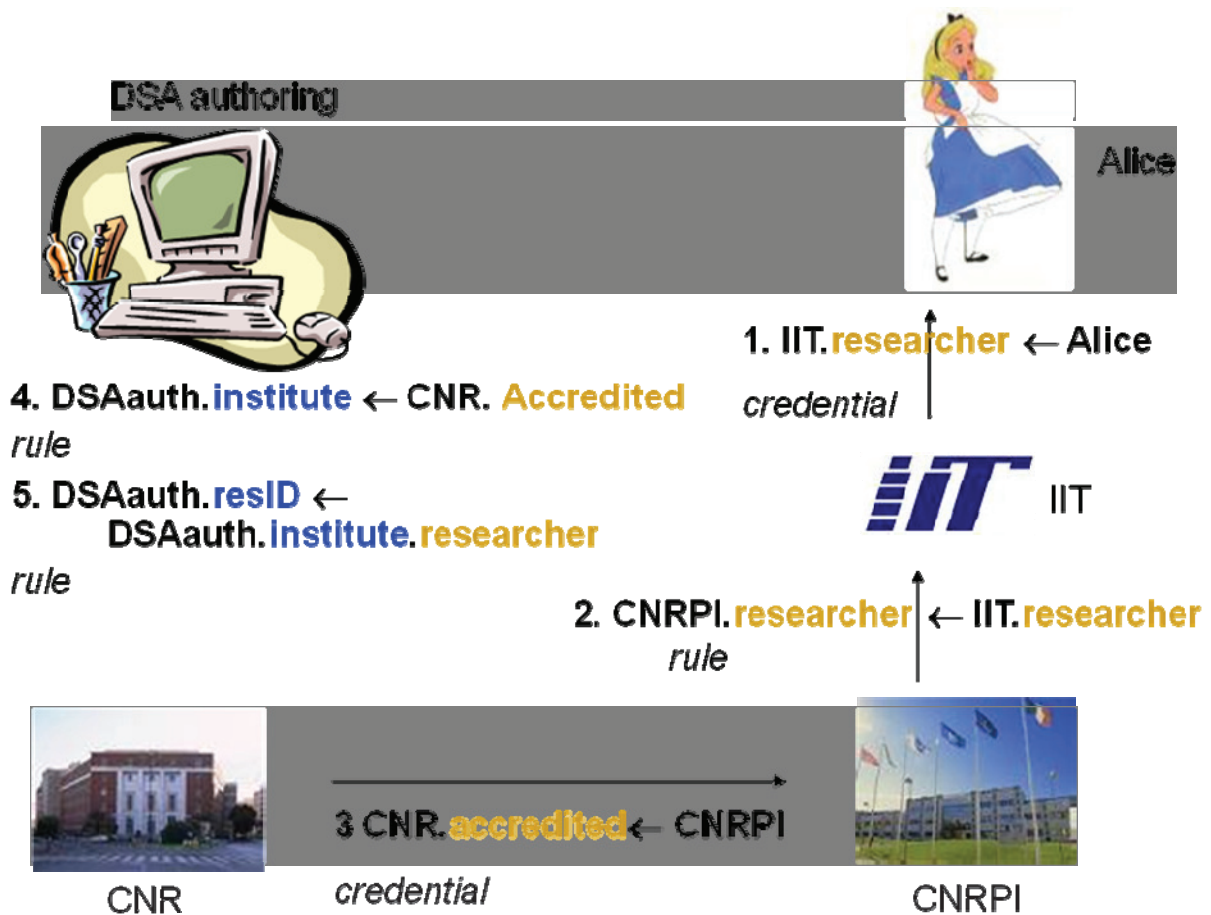 DSA authoring
Alice
1. IIT.researcher ← Alice
credential
4. DSAauth.institute ← CNR. Accredited
rule
5. DSAauth.resID ←
DSAauth.institute.researcher
rule
IIT
IIT
2. CNRPI.researcher ← IIT.researcher
rule
3 CNR.accredited← CNRPI
credential
CNR
CNRPI